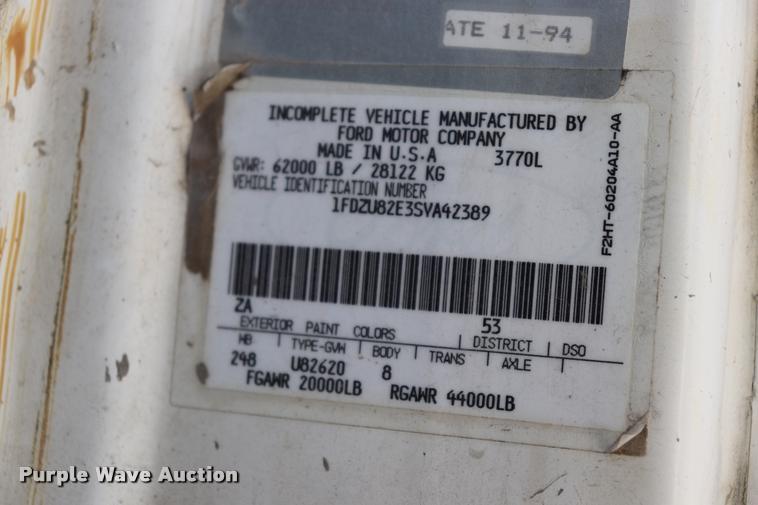 ATE 11-94
INCOMPLETE VEHICLE MANUFACTURED BY
FORD MOTOR COMPANY
MADE IN U.S.A 3770L
GVWR: 62000 LB / 28122 KG
VEHICLE IDENTIFICATION NUMBER
1FDZU82E3SVA42389
F2HT-60204A10-AA
ZA 53
EXTERIOR PAINT COLORS DISTRICT DSO
WB TYPE-GVW BODY TRANS AXLE
248 U82620 8
FGAWR 20000LB RGAWR 44000LB
Purple Wave Auction